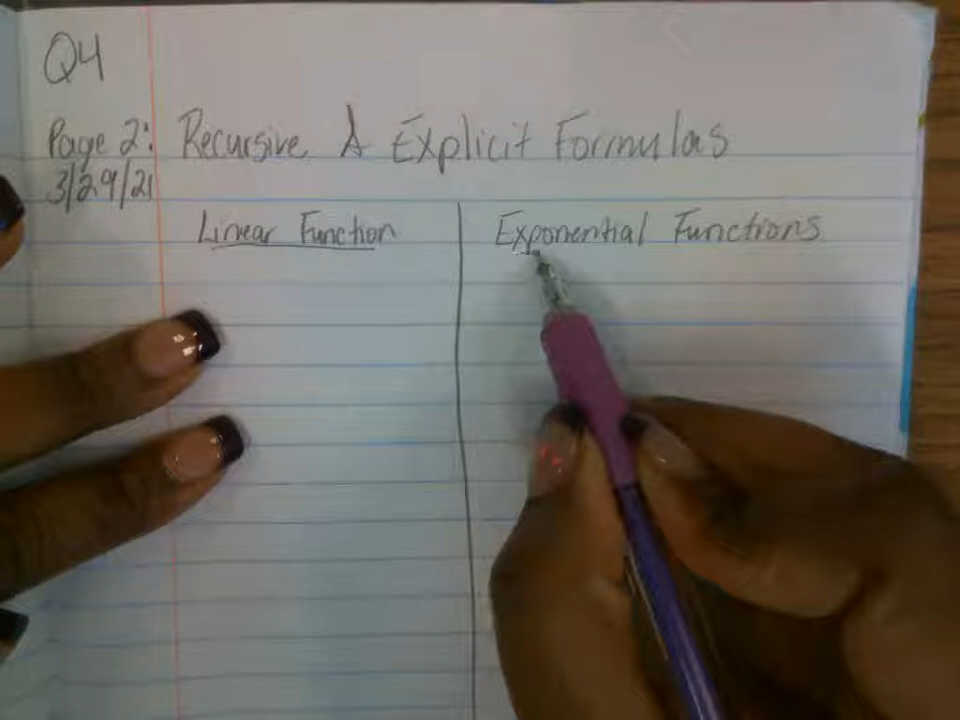 Q4
Page 2: Recursive & Explicit Formulas
3/29/21
Linear Function
Exponential Functions